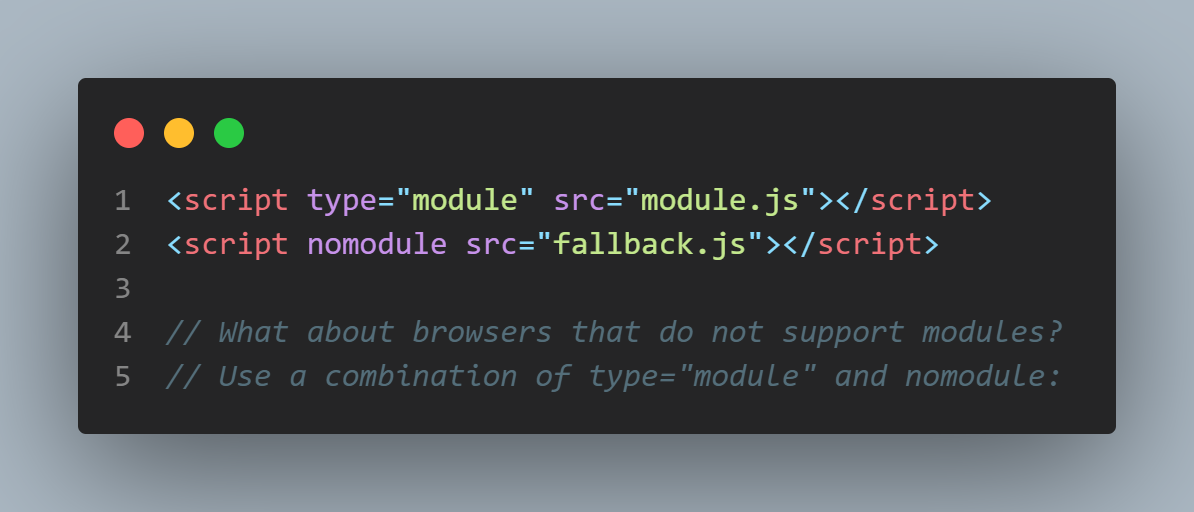 1 <script type="module" src="module.js"></script>
2 <script nomodule src="fallback.js"></script>
3
4 // What about browsers that do not support modules?
5 // Use a combination of type="module" and nomodule: